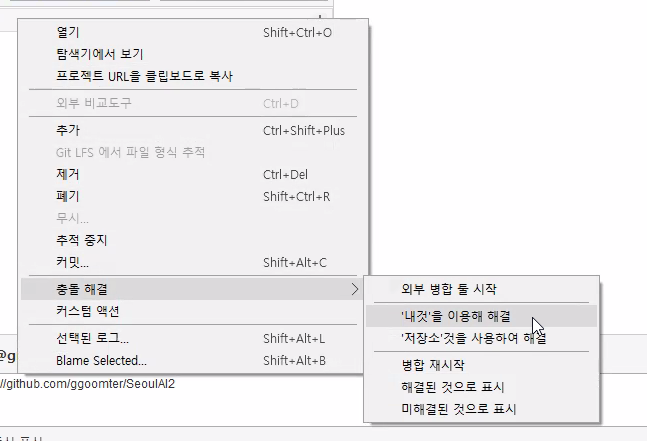 열기 Shift+Ctrl+O
탐색기에서 보기
프로젝트 URL을 클립보드로 복사
외부 비교도구 Ctrl+D
추가 Ctrl+Shift+Plus
Git LFS 에서 파일 형식 추적
제거 Ctrl+Del
폐기 Shift+Ctrl+R
무시...
추적 중지
커밋... Shift+Alt+C
충돌 해결
커스텀 액션
선택된 로그... Shift+Alt+L
Blame Selected... Shift+Alt+B
외부 병합 툴 시작
'내것'을 이용해 해결
'저장소'것을 사용하여 해결
병합 재시작
해결된 것으로 표시
미해결된 것으로 표시
@g
//github.com/ggoomter/SeoulAI2